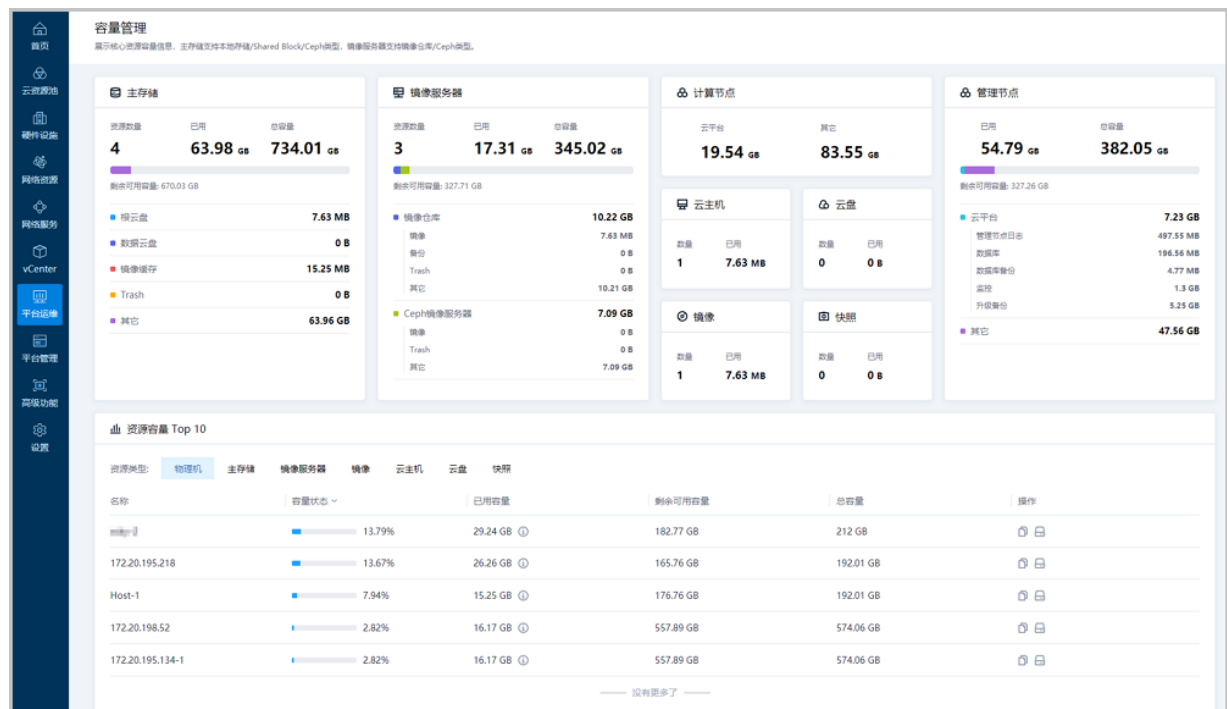 首页
云资源池
硬件设施
网络资源
网络服务
vCenter
平台运维
平台管理
高级功能
设置
容量管理
展示核心资源容量信息。主存储支持本地存储/Shared Block/Ceph类型，镜像服务器支持镜像仓库/Ceph类型。
主存储
资源数量 已用 总容量
4 63.98 GB 734.01 GB
剩余可用容量: 670.03 GB
根云盘 7.63 MB
数据云盘 0 B
镜像缓存 15.25 MB
Trash 0 B
其它 63.96 GB
镜像服务器
资源数量 已用 总容量
3 17.31 GB 345.02 GB
剩余可用容量: 327.71 GB
镜像仓库 10.22 GB
镜像 7.63 MB
备份 0 B
Trash 0 B
其它 10.21 GB
Ceph镜像服务器 7.09 GB
镜像 0 B
Trash 0 B
其它 7.09 GB
计算节点
云平台 其它
19.54 GB 83.55 GB
云主机
数量 已用
1 7.63 MB
云盘
数量 已用
0 0 B
镜像
数量 已用
1 7.63 MB
快照
数量 已用
0 0 B
管理节点
已用 总容量
54.79 GB 382.05 GB
剩余可用容量: 327.26 GB
云平台 7.23 GB
管理节点日志 497.55 MB
数据库 196.56 MB
数据库备份 4.77 MB
监控 1.3 GB
升级备份 5.25 GB
其它 47.56 GB
资源容量 Top 10
资源类型: 物理机 主存储 镜像服务器 镜像 云主机 云盘 快照
名称 容量状态 已用容量 剩余可用容量 总容量 操作
13.79% 29.24 GB 182.77 GB 212 GB
172.20.195.218 13.67% 26.26 GB 165.76 GB 192.01 GB
Host-1 7.94% 15.25 GB 176.76 GB 192.01 GB
172.20.198.52 2.82% 16.17 GB 557.89 GB 574.06 GB
172.20.195.134-1 2.82% 16.17 GB 557.89 GB 574.06 GB
没有更多了